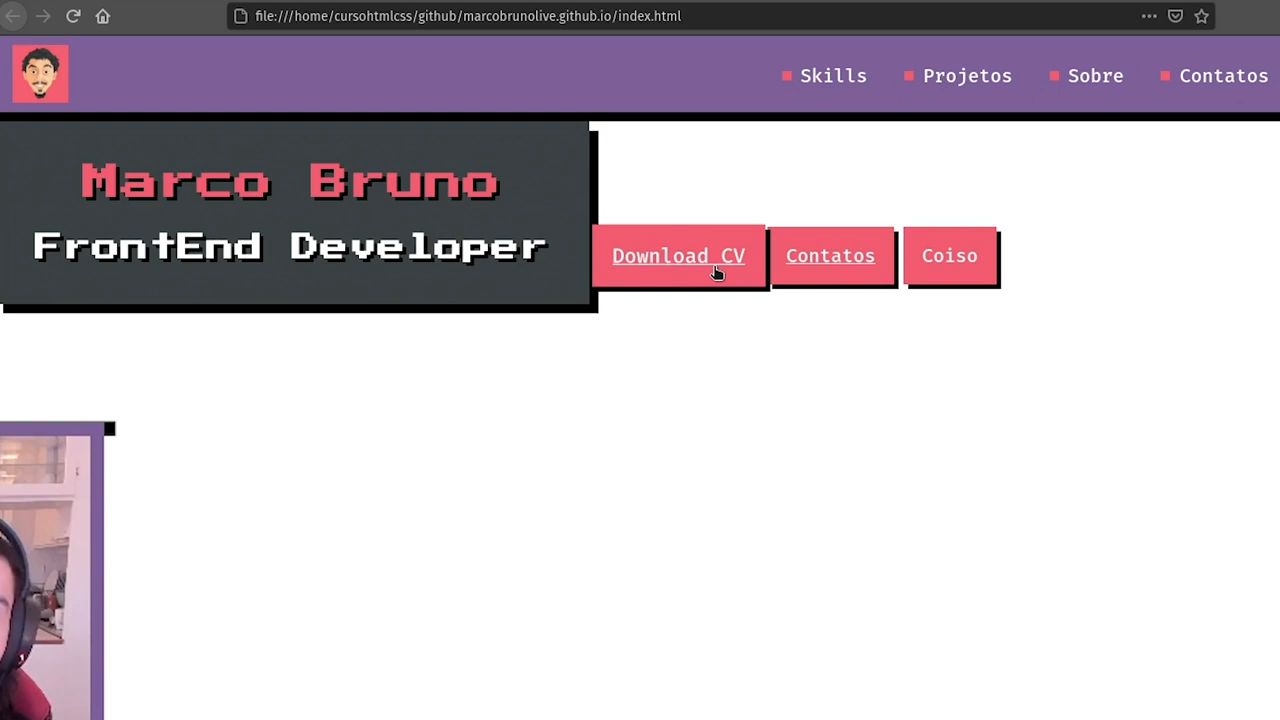 file:///home/cursohtmlcss/github/marcobrunolive.github.io/index.html
Skills
Projetos
Sobre
Contatos
Marco Bruno
FrontEnd Developer
Download CV
Contatos
Coiso